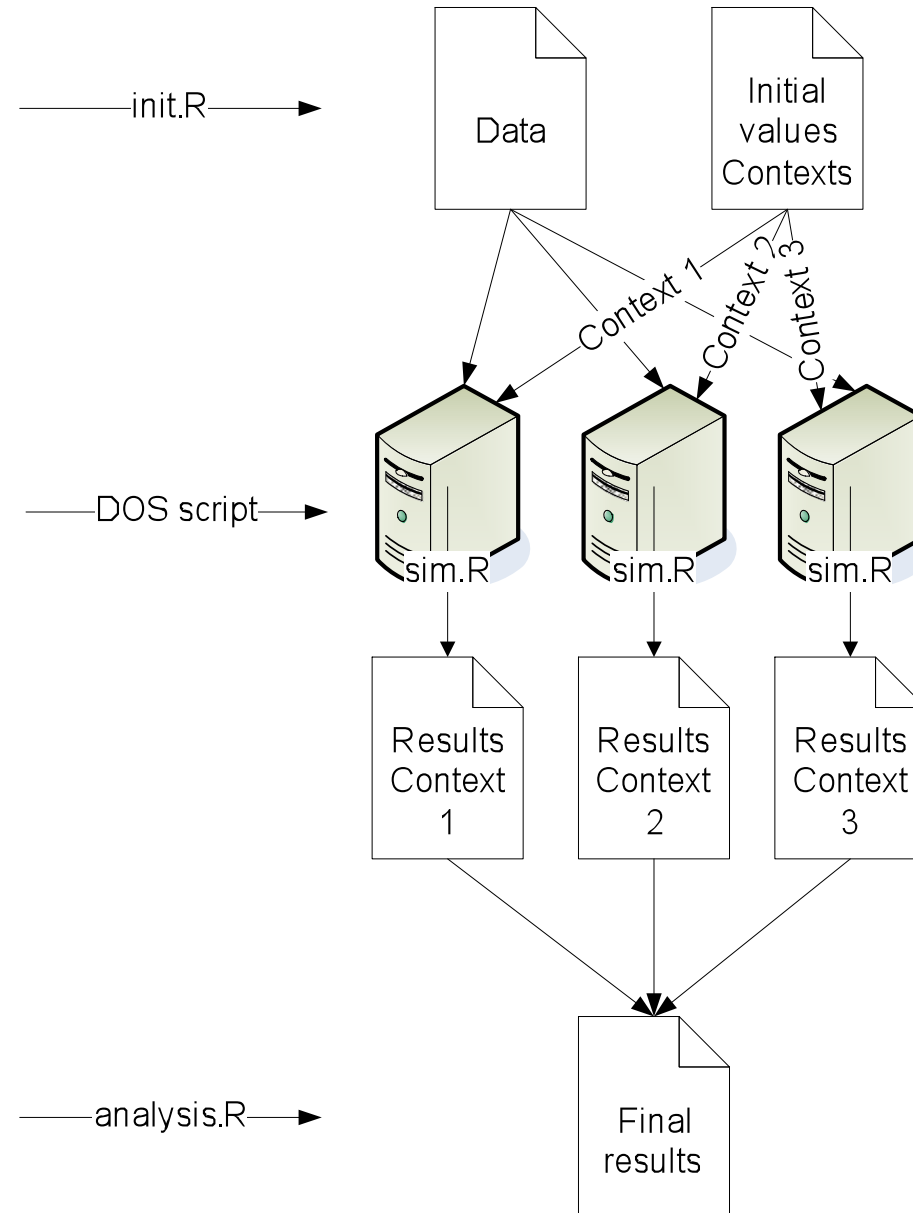 init.R
Data
Initial
values
Contexts
Context 1
Context 2
Context 3
DOS script
sim.R
sim.R
sim.R
Results
Context
1
Results
Context
2
Results
Context
3
analysis.R
Final
results